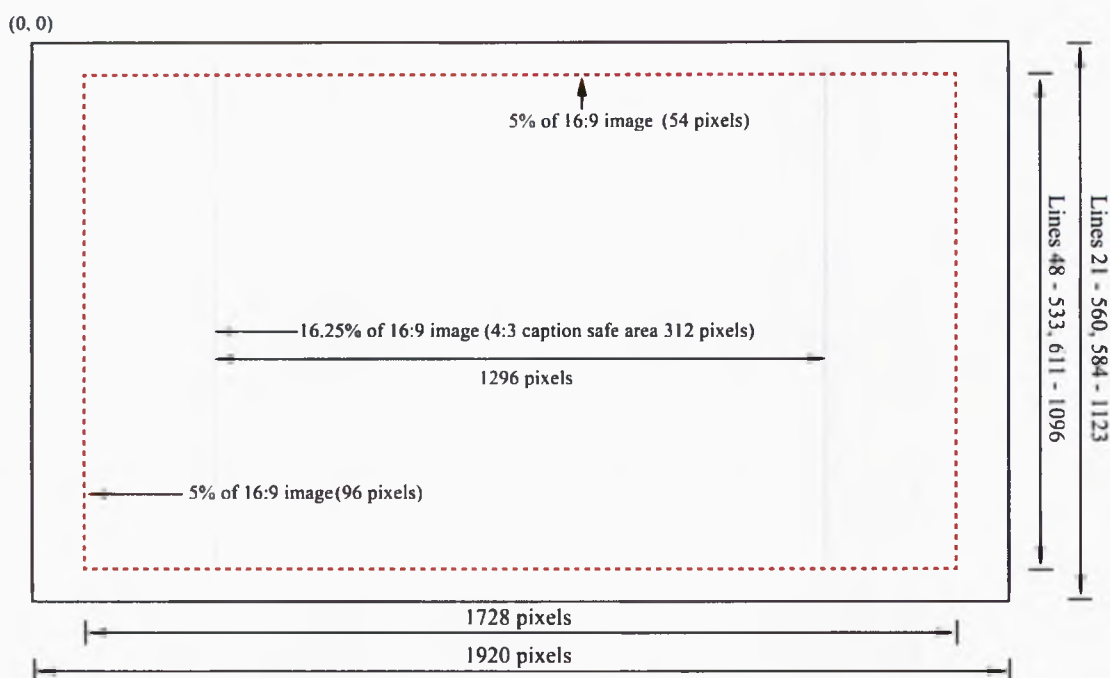 (0, 0)
5% of 16:9 image (54 pixels)
16.25% of 16:9 image (4:3 caption safe area 312 pixels)
1296 pixels
5% of 16:9 image(96 pixels)
Lines 48 - 533, 611 - 1096
Lines 21 - 560, 584 - 1123
1728 pixels
1920 pixels